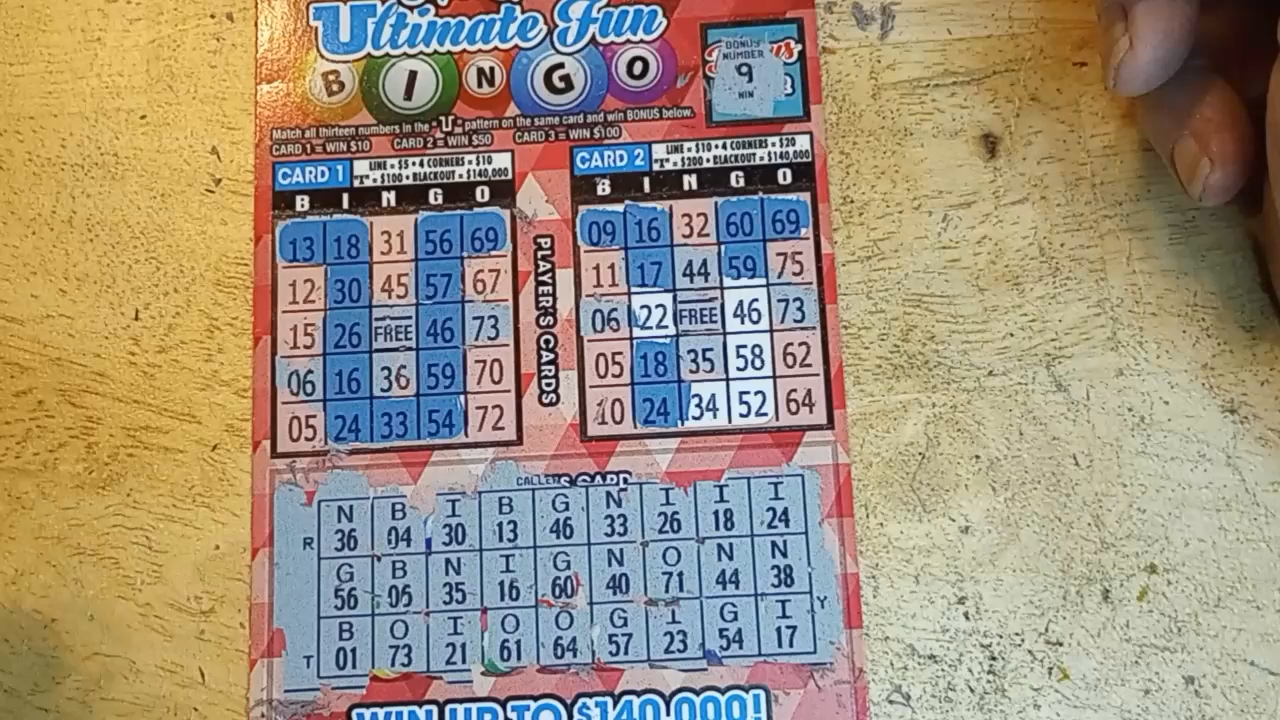 Ultimate Fun
BINGO
BONUS
NUMBER
9
WIN
Match all thirteen numbers in the "U" pattern on the same card and win BONUS below.
CARD 1 = WIN $10 CARD 2 = WIN $50 CARD 3 = WIN $100
CARD 1
LINE = $5 • 4 CORNERS = $10
"X" = $100 • BLACKOUT = $140,000
B I N G O
13 18 31 56 69
12 30 45 57 67
15 26 FREE 46 73
06 16 36 59 70
05 24 33 54 72
PLAYER'S CARDS
CARD 2
LINE = $10 • 4 CORNERS = $20
"X" = $200 • BLACKOUT = $140,000
B I N G O
09 16 32 60 69
11 17 44 59 75
06 22 FREE 46 73
05 18 35 58 62
10 24 34 52 64
CALLER'S CARD
N B I B G N I I I
R 36 04 30 13 46 33 26 18 24
G B N I G N O N N
56 06 35 16 60 40 71 44 38
Y
B O I O O G I G I
T 01 73 21 61 64 57 23 54 17
WIN UP TO $140,000!